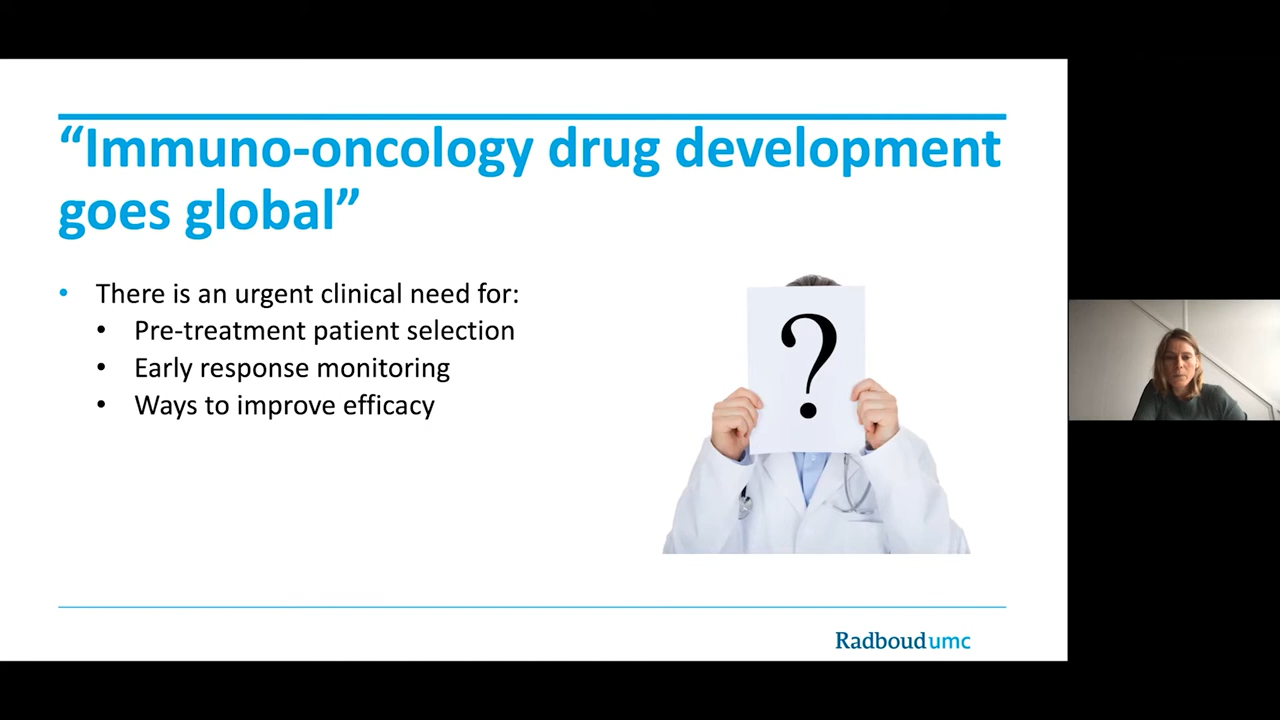 “Immuno-oncology drug development
goes global”
• There is an urgent clinical need for:
• Pre-treatment patient selection
• Early response monitoring
• Ways to improve efficacy
?
Radboudumc